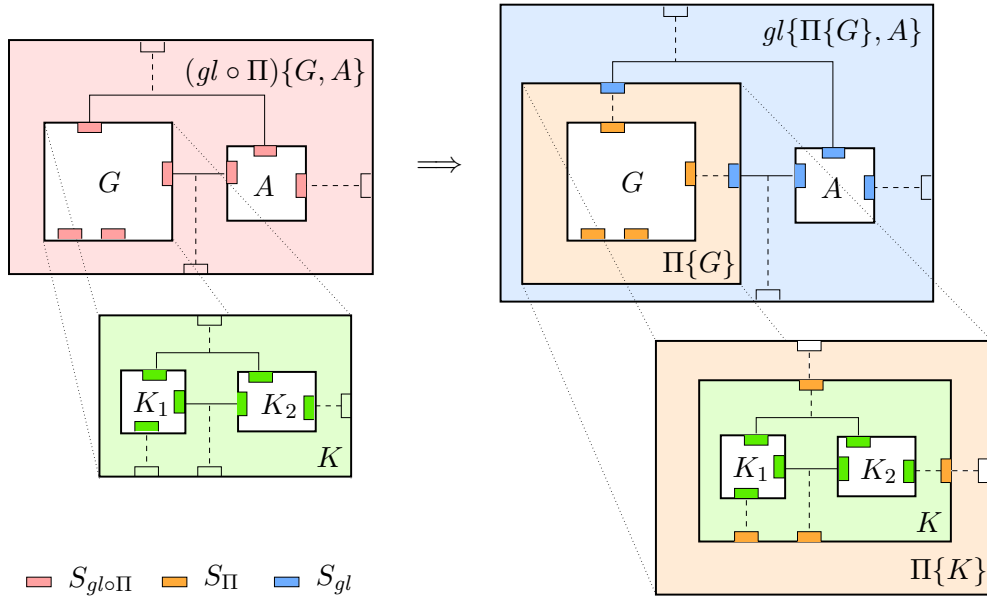 (gl ∘ Π){G, A}
G
A
K₁
K₂
K
⟹
gl{Π{G}, A}
G
A
Π{G}
K₁
K₂
K
Π{K}
S_{gl∘Π}
S_Π
S_{gl}